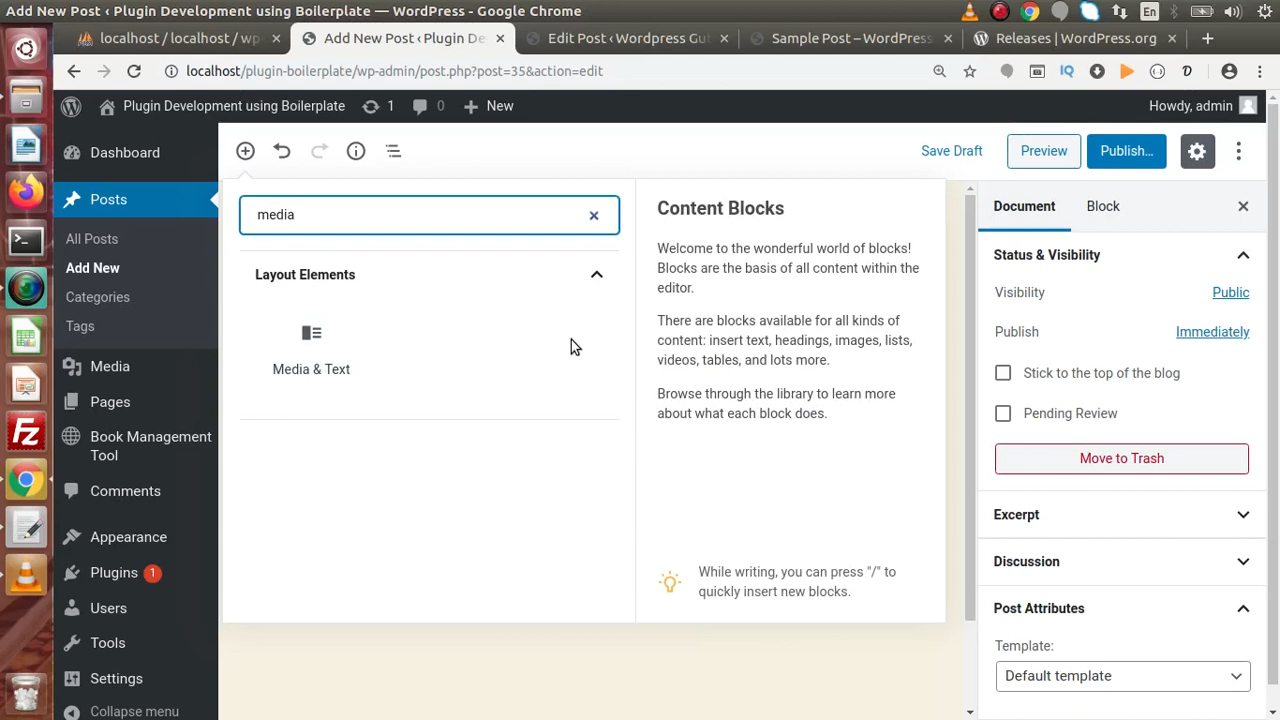 Add New Post ‹ Plugin Development using Boilerplate — WordPress - Google Chrome
En
localhost / localhost / wp
Add New Post ‹ Plugin De
Edit Post ‹ Wordpress Gut
Sample Post – WordPress
Releases | WordPress.org
localhost/plugin-boilerplate/wp-admin/post.php?post=35&action=edit
IQ
Plugin Development using Boilerplate
1
0
New
Howdy, admin
Dashboard
Posts
All Posts
Add New
Categories
Tags
Media
Pages
Book Management
Tool
Comments
Appearance
Plugins 1
Users
Tools
Settings
Collapse menu
Save Draft
Preview
Publish…
media
Layout Elements
Media & Text
Content Blocks
Welcome to the wonderful world of blocks!
Blocks are the basis of all content within the
editor.
There are blocks available for all kinds of
content: insert text, headings, images, lists,
videos, tables, and lots more.
Browse through the library to learn more
about what each block does.
While writing, you can press "/" to
quickly insert new blocks.
Document
Block
Status & Visibility
Visibility
Public
Publish
Immediately
Stick to the top of the blog
Pending Review
Move to Trash
Excerpt
Discussion
Post Attributes
Template:
Default template